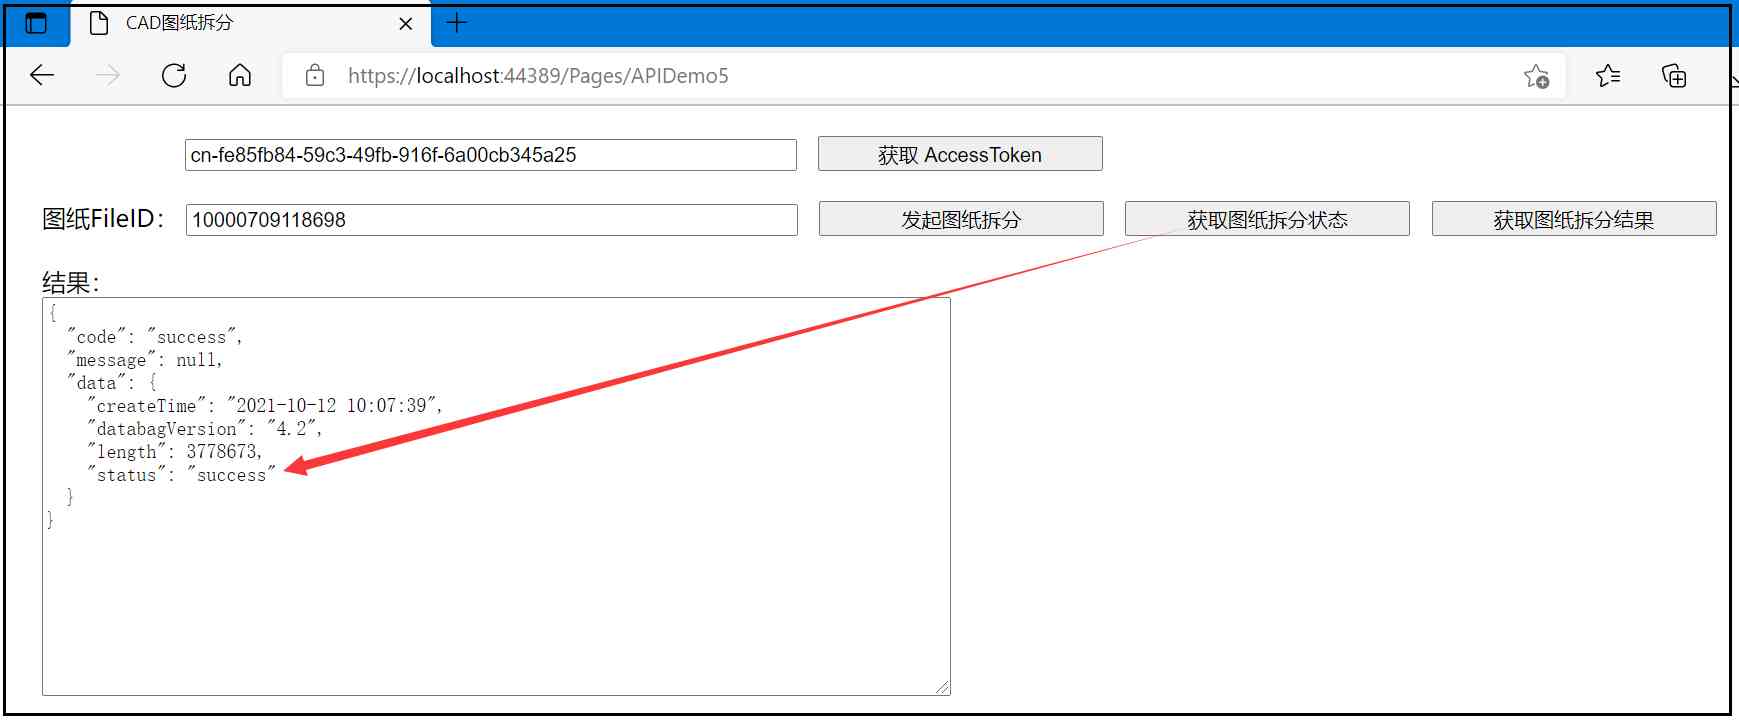 CAD图纸拆分
https://localhost:44389/Pages/APIDemo5
cn-fe85fb84-59c3-49fb-916f-6a00cb345a25 获取 AccessToken
图纸FileID： 10000709118698 发起图纸拆分 获取图纸拆分状态 获取图纸拆分结果
结果：
{
"code": "success",
"message": null,
"data": {
"createTime": "2021-10-12 10:07:39",
"databagVersion": "4.2",
"length": 3778673,
"status": "success"
}
}